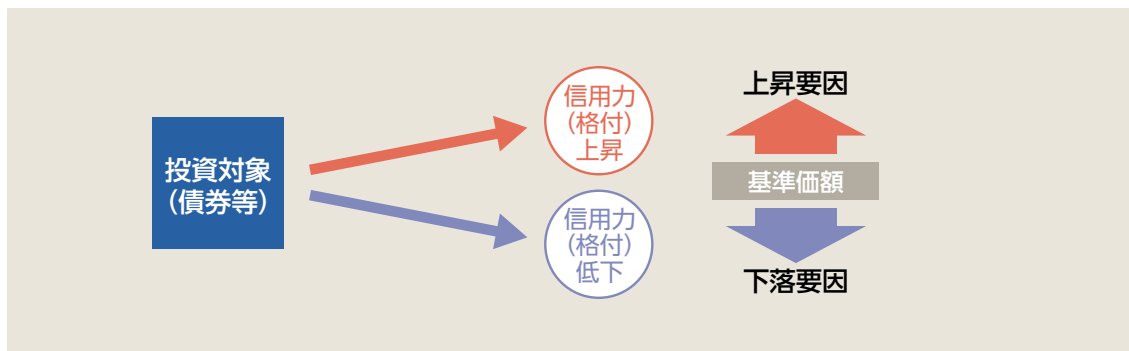 投資対象
（債券等）
信用力
（格付）
上昇
信用力
（格付）
低下
上昇要因
基準価額
下落要因